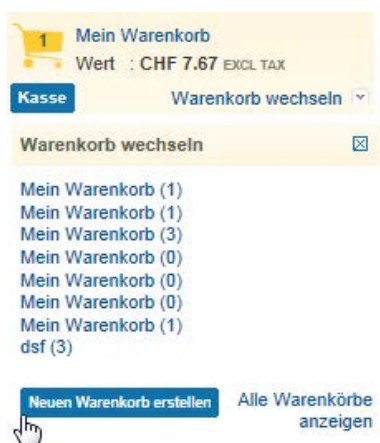 1 Mein Warenkorb
Wert : CHF 7.67 EXCL TAX
Kasse Warenkorb wechseln
Warenkorb wechseln
Mein Warenkorb (1)
Mein Warenkorb (1)
Mein Warenkorb (3)
Mein Warenkorb (0)
Mein Warenkorb (0)
Mein Warenkorb (0)
Mein Warenkorb (1)
dsf (3)
Neuen Warenkorb erstellen Alle Warenkörbe
anzeigen